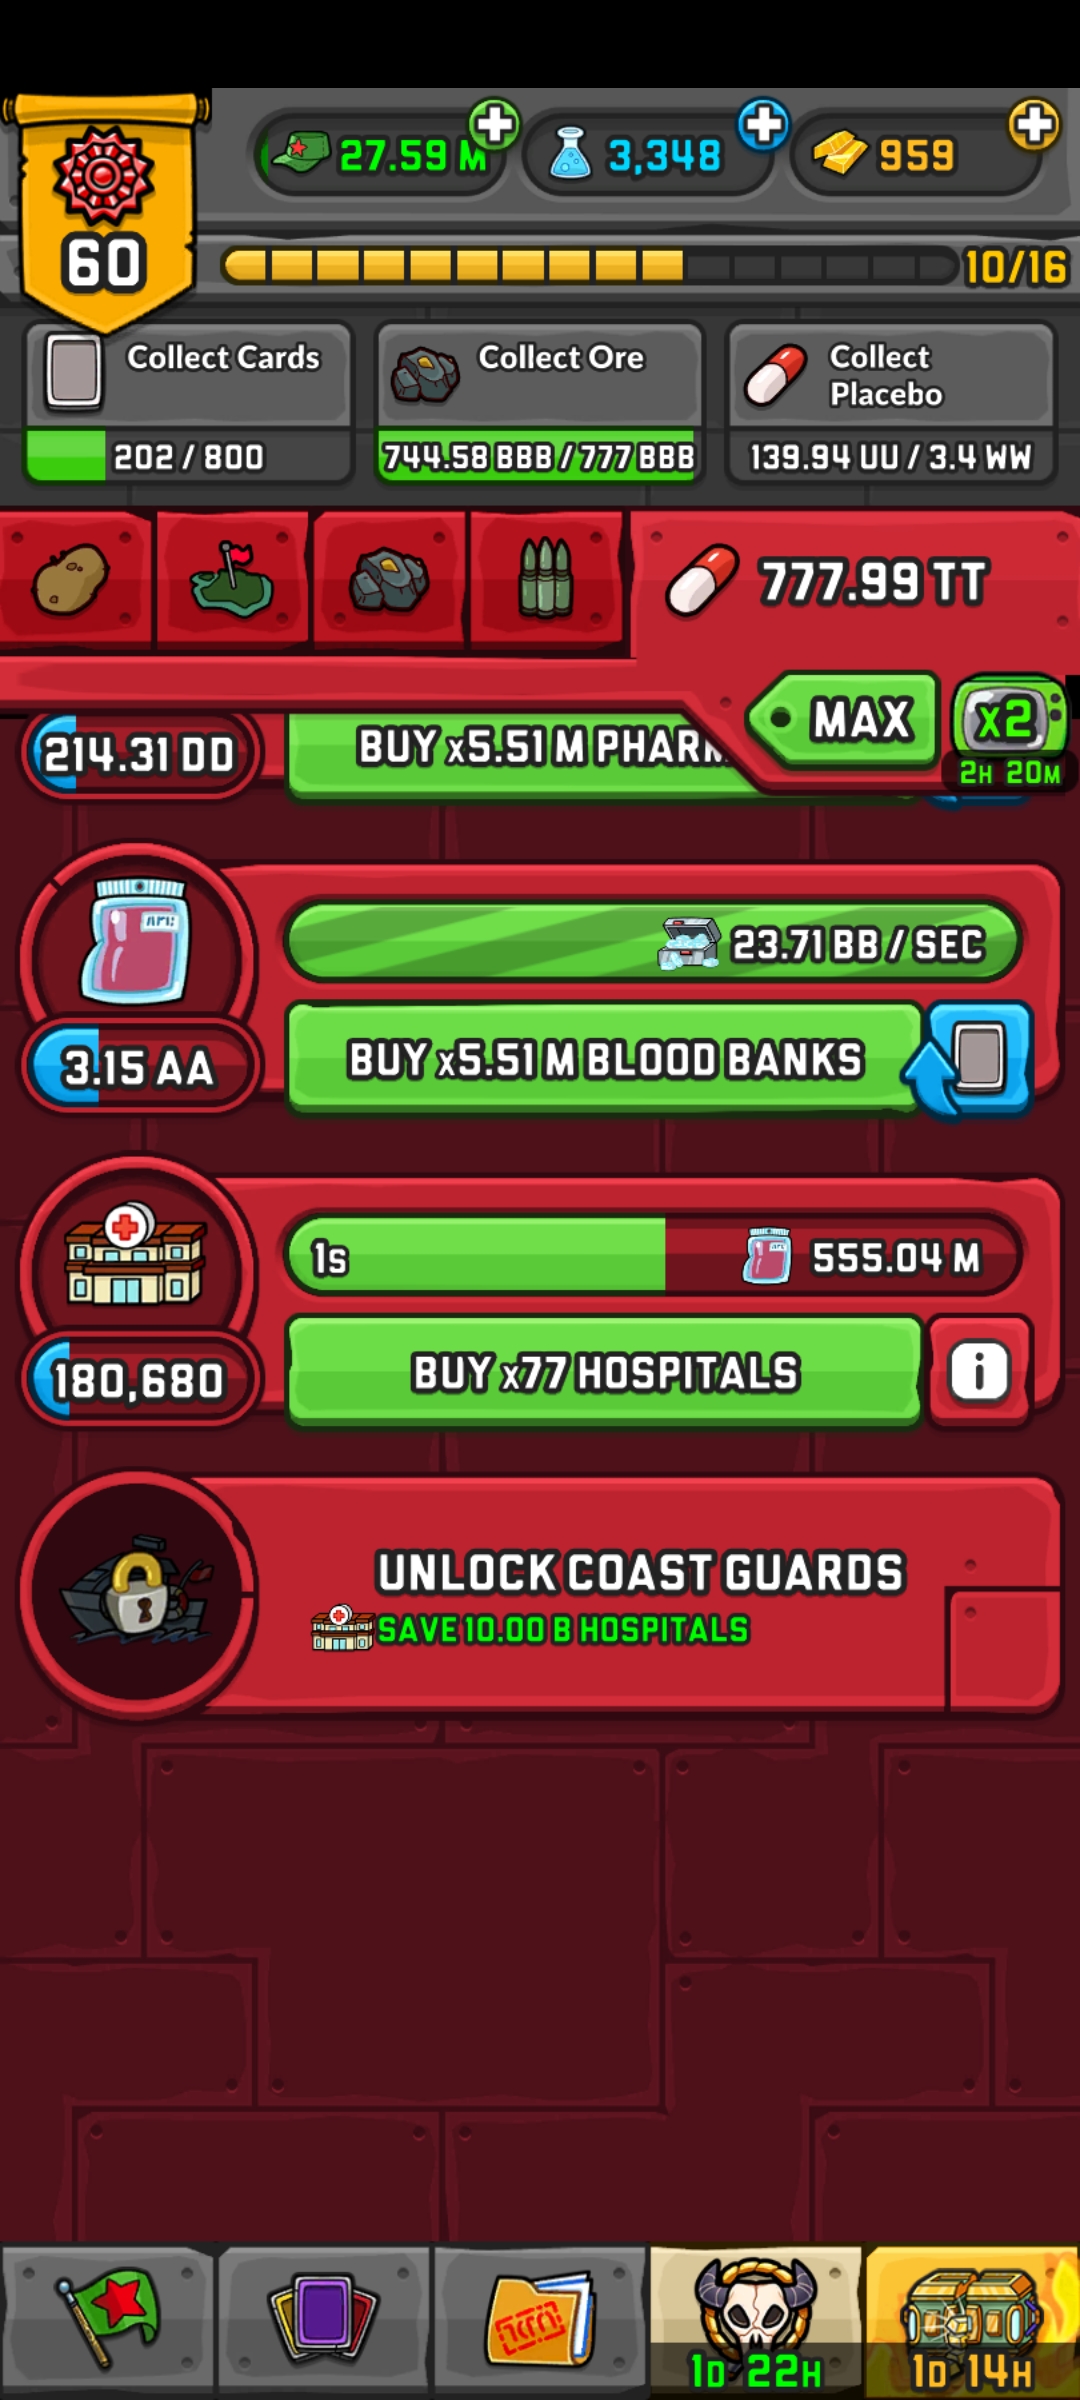 27.59 M
3,348
959
60
10/16
Collect Cards
202 / 800
Collect Ore
744.58 BBB / 777 BBB
Collect
Placebo
139.94 UU / 3.4 WW
777.99 TT
MAX
x2
2H 20M
214.31 DD
BUY x5.51 M
23.71 BB / SEC
3.15 AA
BUY x5.51 M BLOOD BANKS
1s
555.04 M
180,680
BUY x77 HOSPITALS
i
UNLOCK COAST GUARDS
SAVE 10.00 B HOSPITALS
1D 22H
1D 14H